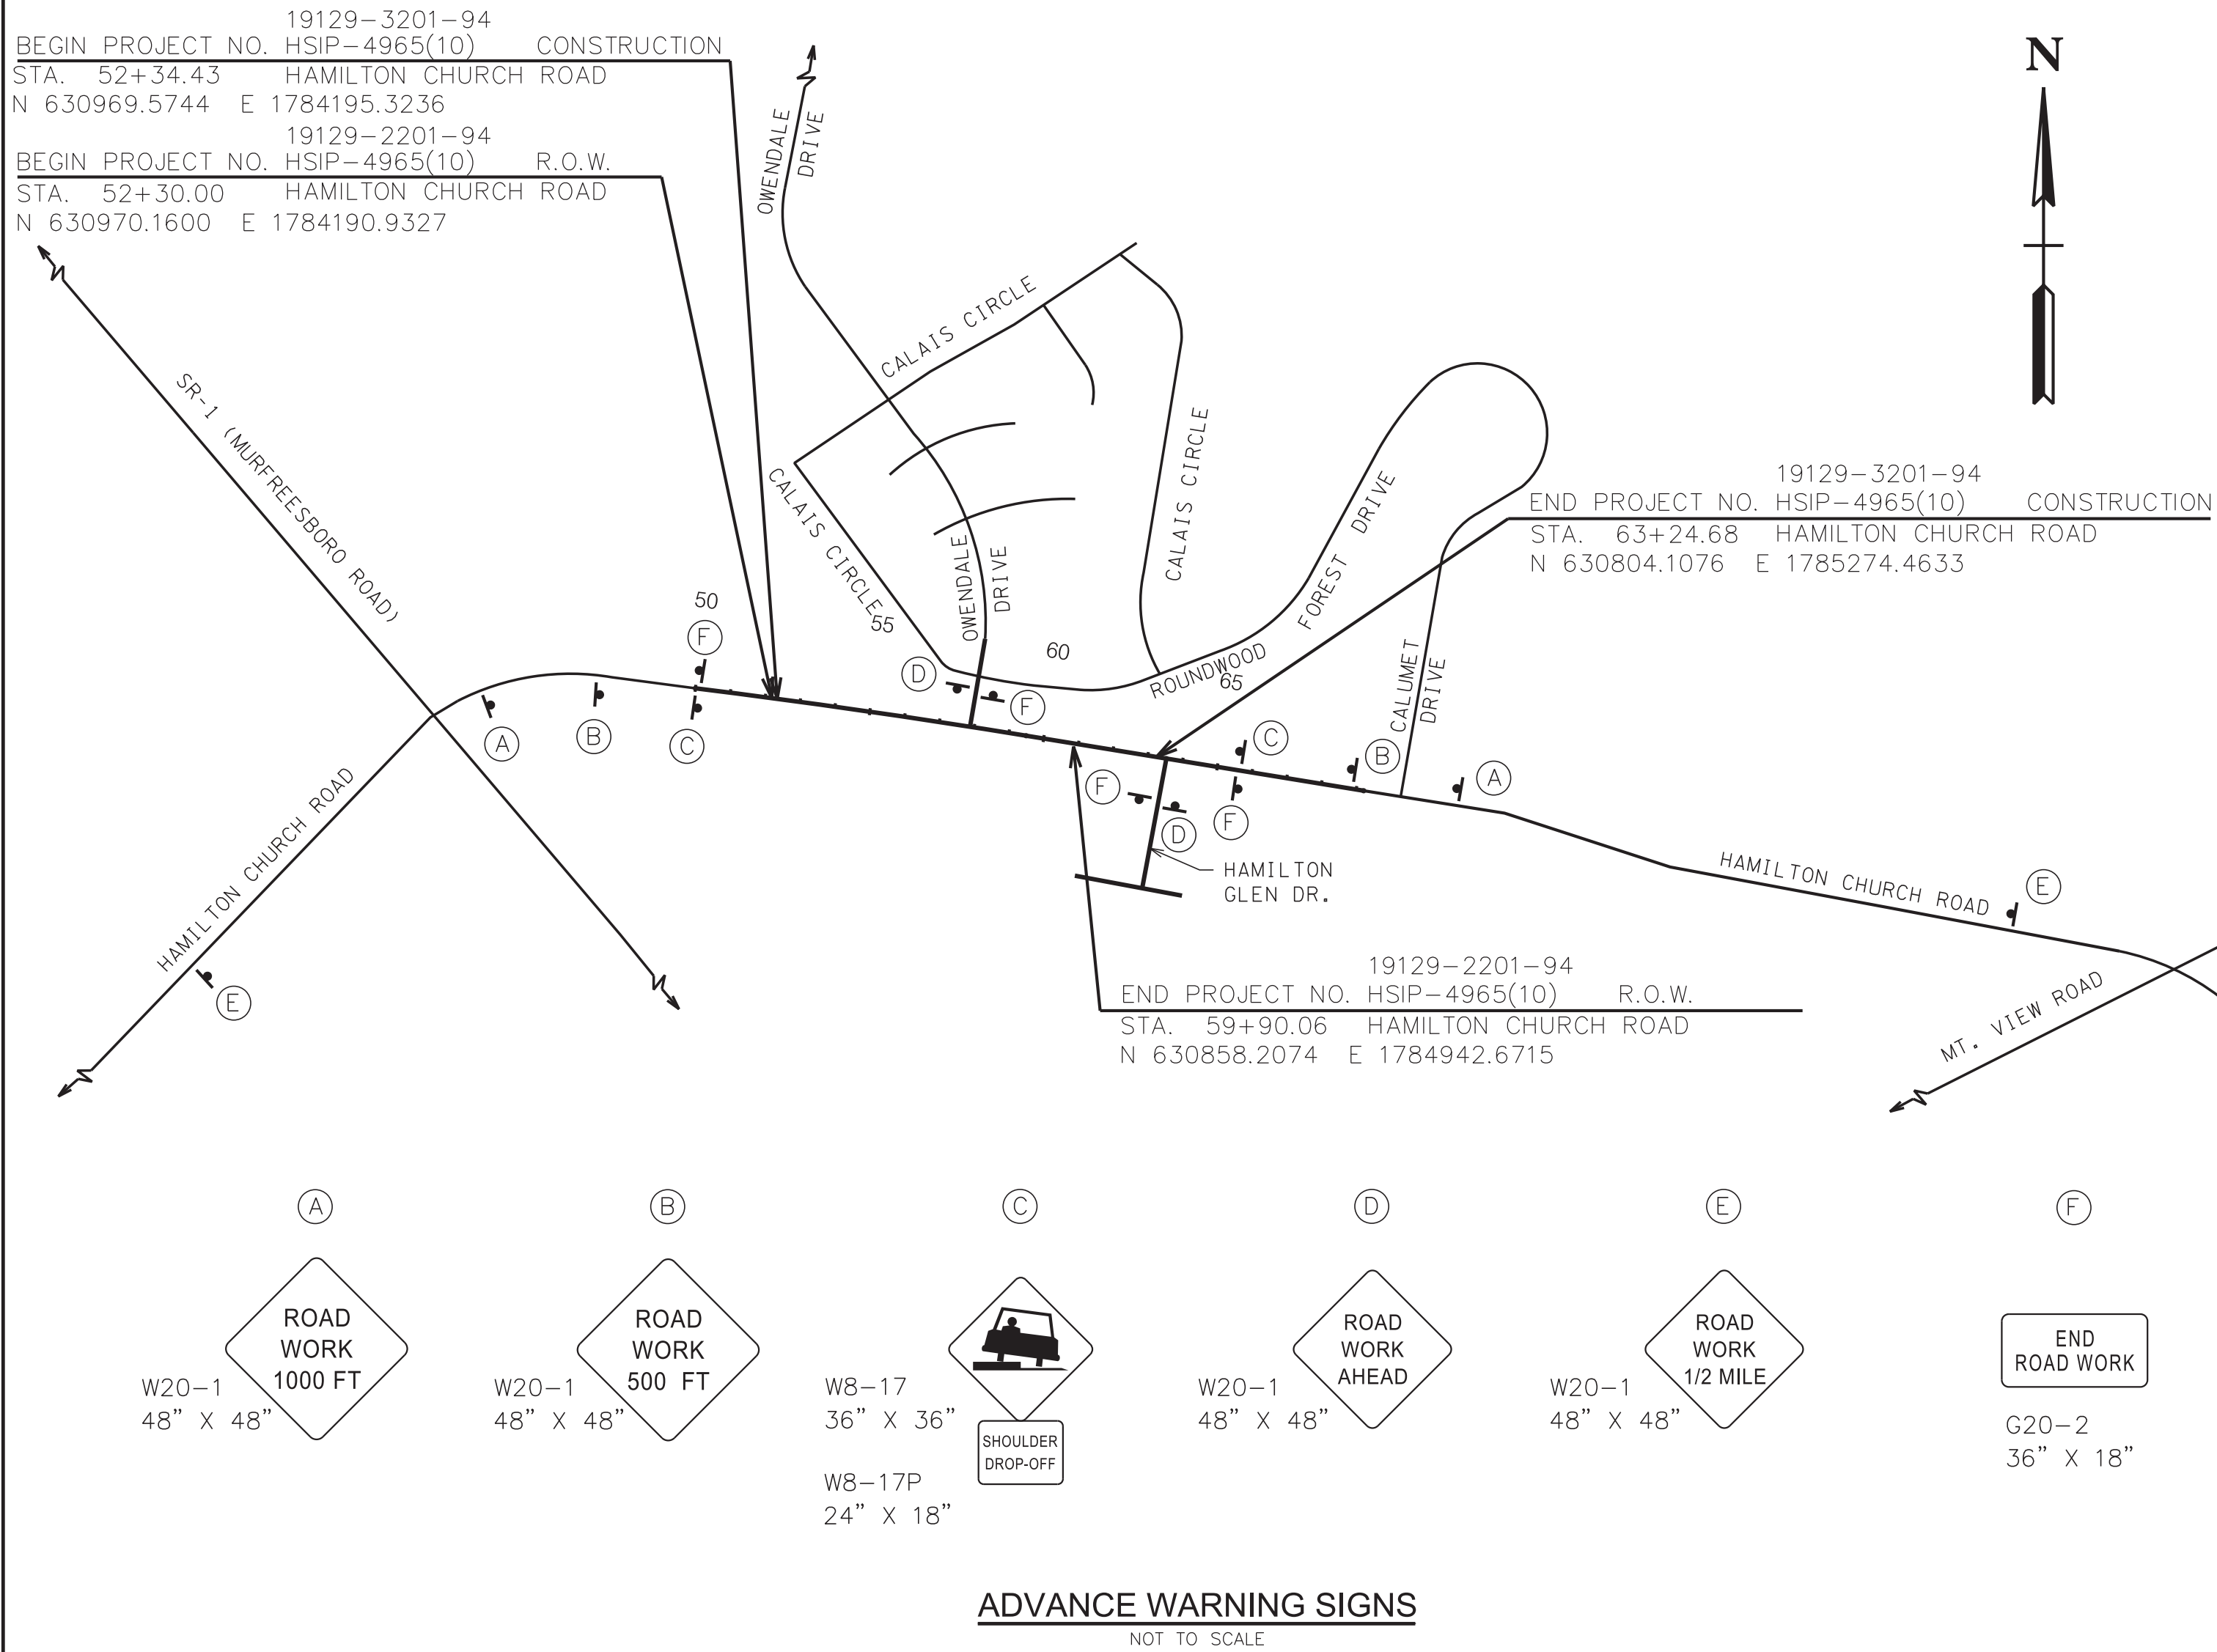 19129-3201-94
BEGIN PROJECT NO. HSIP-4965(10) CONSTRUCTION
STA. 52+34.43 HAMILTON CHURCH ROAD
N 630969.5744 E 1784195.3236
19129-2201-94
BEGIN PROJECT NO. HSIP-4965(10) R.O.W.
STA. 52+30.00 HAMILTON CHURCH ROAD
N 630970.1600 E 1784190.9327
N
OWENDALE
DRIVE
SR-1 (MURFREESBORO ROAD)
CALAIS CIRCLE
CALAIS CIRCLE
CALAIS CIRCLE
OWENDALE
DRIVE
FOREST DRIVE
ROUNDWOOD
19129-3201-94
END PROJECT NO. HSIP-4965(10) CONSTRUCTION
STA. 63+24.68 HAMILTON CHURCH ROAD
N 630804.1076 E 1785274.4633
50
55
60
65
F
D
F
A
B
C
C
B
A
F
D
F
CALUMET
DRIVE
HAMILTON
GLEN DR.
HAMILTON CHURCH ROAD
E
HAMILTON CHURCH ROAD
E
MT. VIEW ROAD
19129-2201-94
END PROJECT NO. HSIP-4965(10) R.O.W.
STA. 59+90.06 HAMILTON CHURCH ROAD
N 630858.2074 E 1784942.6715
A
ROAD
WORK
1000 FT
W20-1
48" X 48"
B
ROAD
WORK
500 FT
W20-1
48" X 48"
C
W8-17
36" X 36"
SHOULDER
DROP-OFF
W8-17P
24" X 18"
D
ROAD
WORK
AHEAD
W20-1
48" X 48"
E
ROAD
WORK
1/2 MILE
W20-1
48" X 48"
F
END
ROAD WORK
G20-2
36" X 18"
ADVANCE WARNING SIGNS
NOT TO SCALE